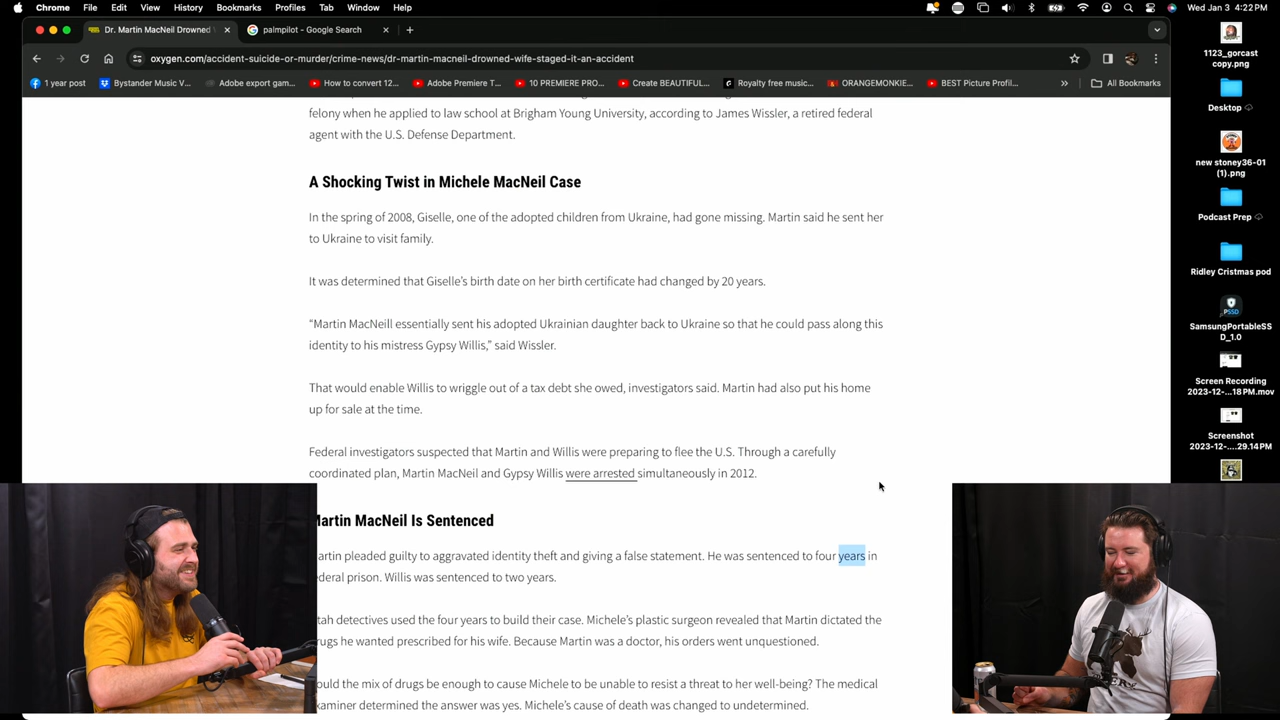 Chrome File Edit View History Bookmarks Profiles Tab Window Help Wed Jan 3 4:22 PM
Dr. Martin MacNeil Drowned palmpilot - Google Search
oxygen.com/accident-suicide-or-murder/crime-news/dr-martin-macneil-drowned-wife-staged-it-an-accident
1 year post Bystander Music V... Adobe export gam... How to convert 12... Adobe Premiere T... 10 PREMIERE PRO... Create BEAUTIFUL... Royalty free music... ORANGEMONKIE... BEST Picture Profil... » All Bookmarks
felony when he applied to law school at Brigham Young University, according to James Wissler, a retired federal
agent with the U.S. Defense Department.
A Shocking Twist in Michele MacNeil Case
In the spring of 2008, Giselle, one of the adopted children from Ukraine, had gone missing. Martin said he sent her
to Ukraine to visit family.
It was determined that Giselle's birth date on her birth certificate had changed by 20 years.
“Martin MacNeill essentially sent his adopted Ukrainian daughter back to Ukraine so that he could pass along this
identity to his mistress Gypsy Willis,” said Wissler.
That would enable Willis to wriggle out of a tax debt she owed, investigators said. Martin had also put his home
up for sale at the time.
Federal investigators suspected that Martin and Willis were preparing to flee the U.S. Through a carefully
coordinated plan, Martin MacNeil and Gypsy Willis were arrested simultaneously in 2012.
Martin MacNeil Is Sentenced
artin pleaded guilty to aggravated identity theft and giving a false statement. He was sentenced to four years in
ederal prison. Willis was sentenced to two years.
tah detectives used the four years to build their case. Michele's plastic surgeon revealed that Martin dictated the
rugs he wanted prescribed for his wife. Because Martin was a doctor, his orders went unquestioned.
ould the mix of drugs be enough to cause Michele to be unable to resist a threat to her well-being? The medical
xaminer determined the answer was yes. Michele's cause of death was changed to undetermined.
1123_gorcast
copy.png
Desktop
new stoney36-01
(1).png
Podcast Prep
Ridley Cristmas pod
PSSD
SamsungPortableSS
D_1.0
Screen Recording
2023-12-...18 PM.mov
Screenshot
2023-12-....29.14 PM